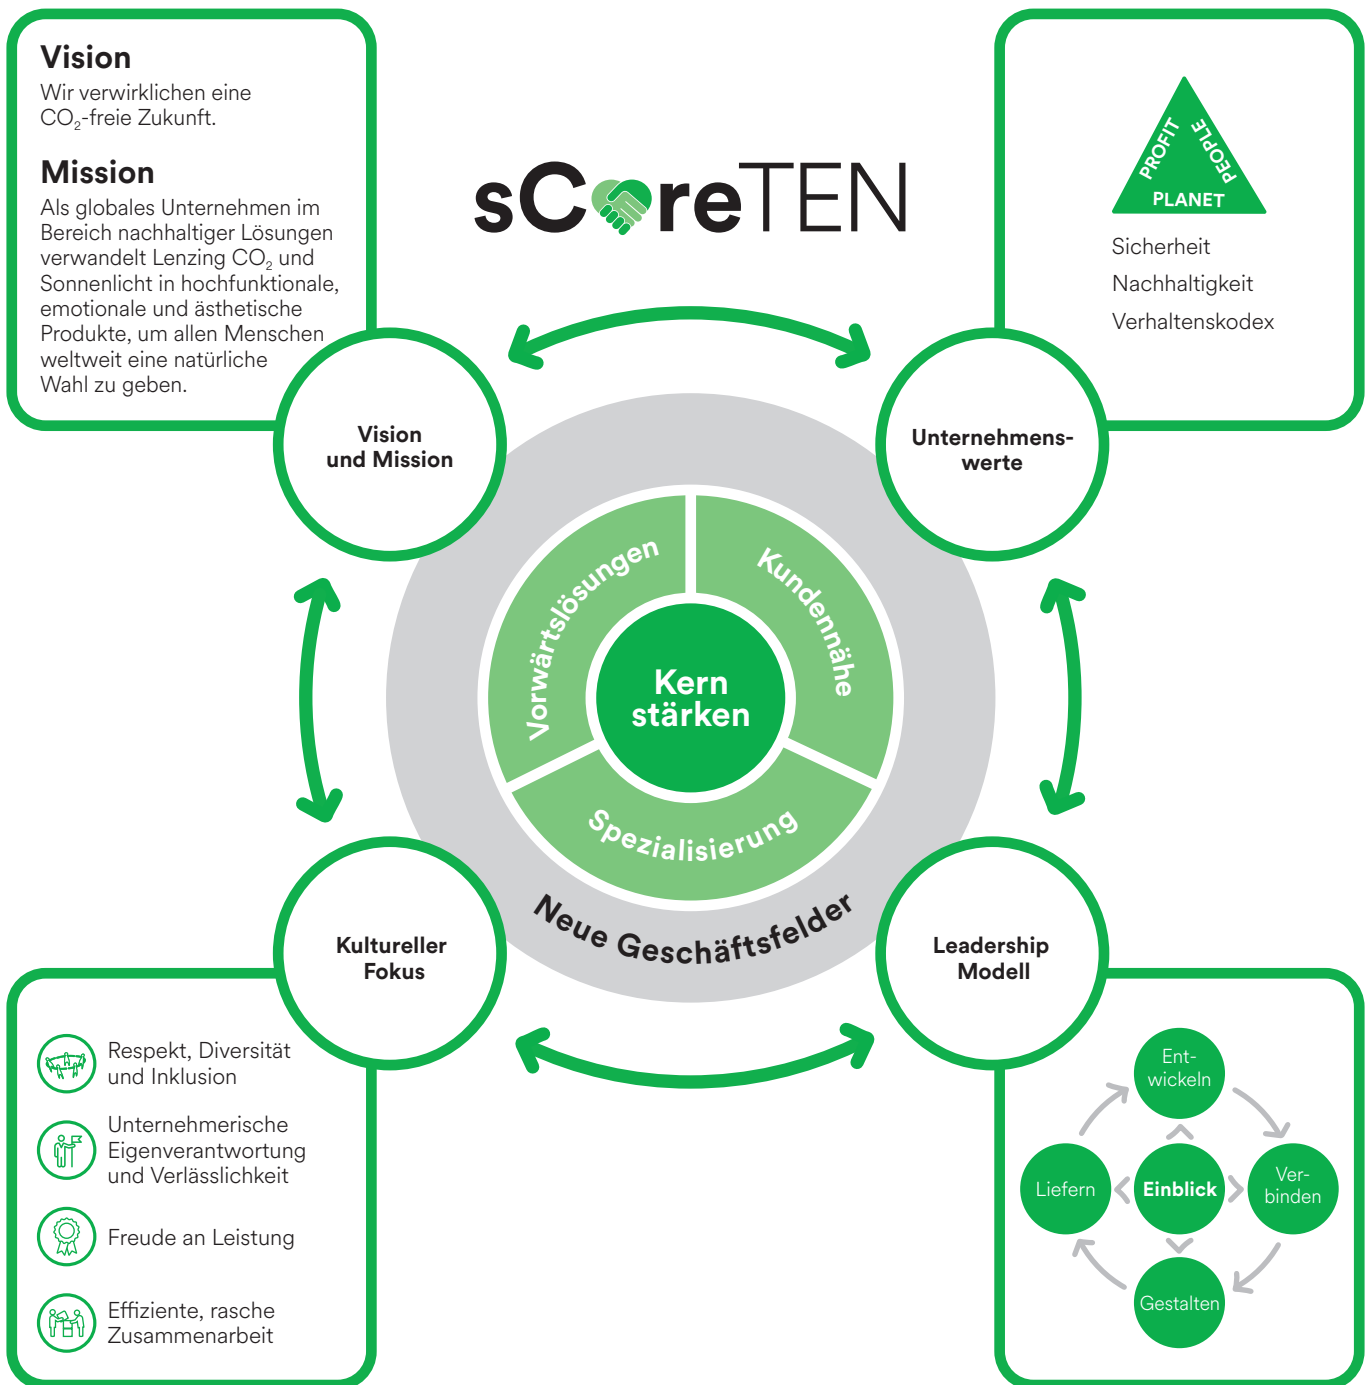 Vision
Wir verwirklichen eine
CO₂-freie Zukunft.
Mission
Als globales Unternehmen im
Bereich nachhaltiger Lösungen
verwandelt Lenzing CO₂ und
Sonnenlicht in hochfunktionale,
emotionale und ästhetische
Produkte, um allen Menschen
weltweit eine natürliche
Wahl zu geben.
sCoreTEN
PROFIT
PEOPLE
PLANET
Sicherheit
Nachhaltigkeit
Verhaltenskodex
Vision
und Mission
Unternehmens-
werte
Vorwärtslösungen
Kundennähe
Kern
stärken
Spezialisierung
Neue Geschäftsfelder
Kultureller
Fokus
Leadership
Modell
Respekt, Diversität
und Inklusion
Unternehmerische
Eigenverantwortung
und Verlässlichkeit
Freude an Leistung
Effiziente, rasche
Zusammenarbeit
Ent-
wickeln
Liefern
Einblick
Ver-
binden
Gestalten